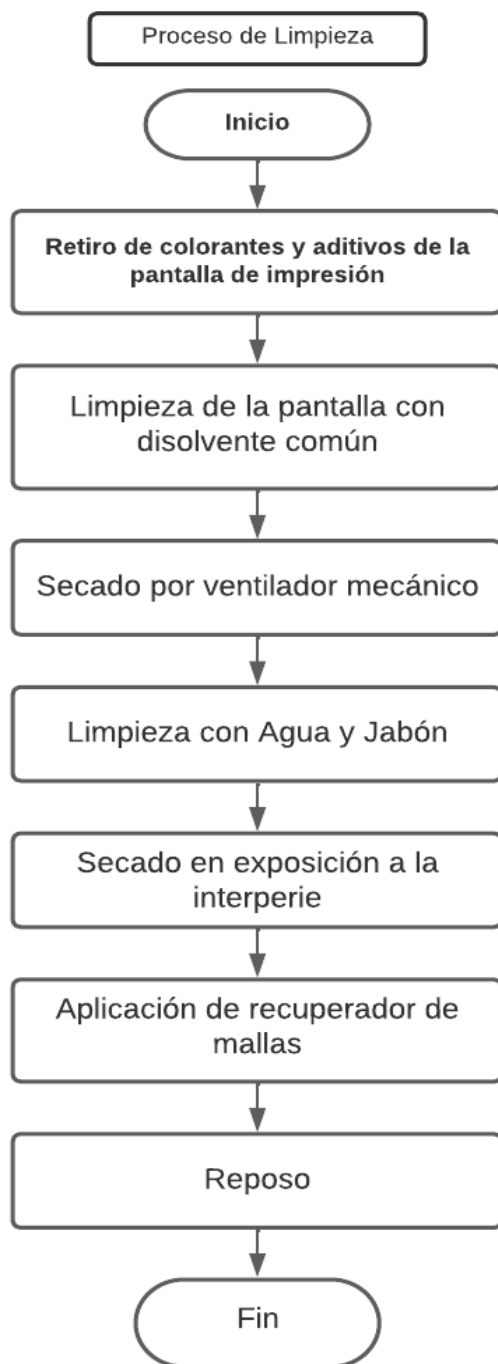 Proceso de Limpieza
Inicio
Retiro de colorantes y aditivos de la
pantalla de impresión
Limpieza de la pantalla con
disolvente común
Secado por ventilador mecánico
Limpieza con Agua y Jabón
Secado en exposición a la
interperie
Aplicación de recuperador de
mallas
Reposo
Fin